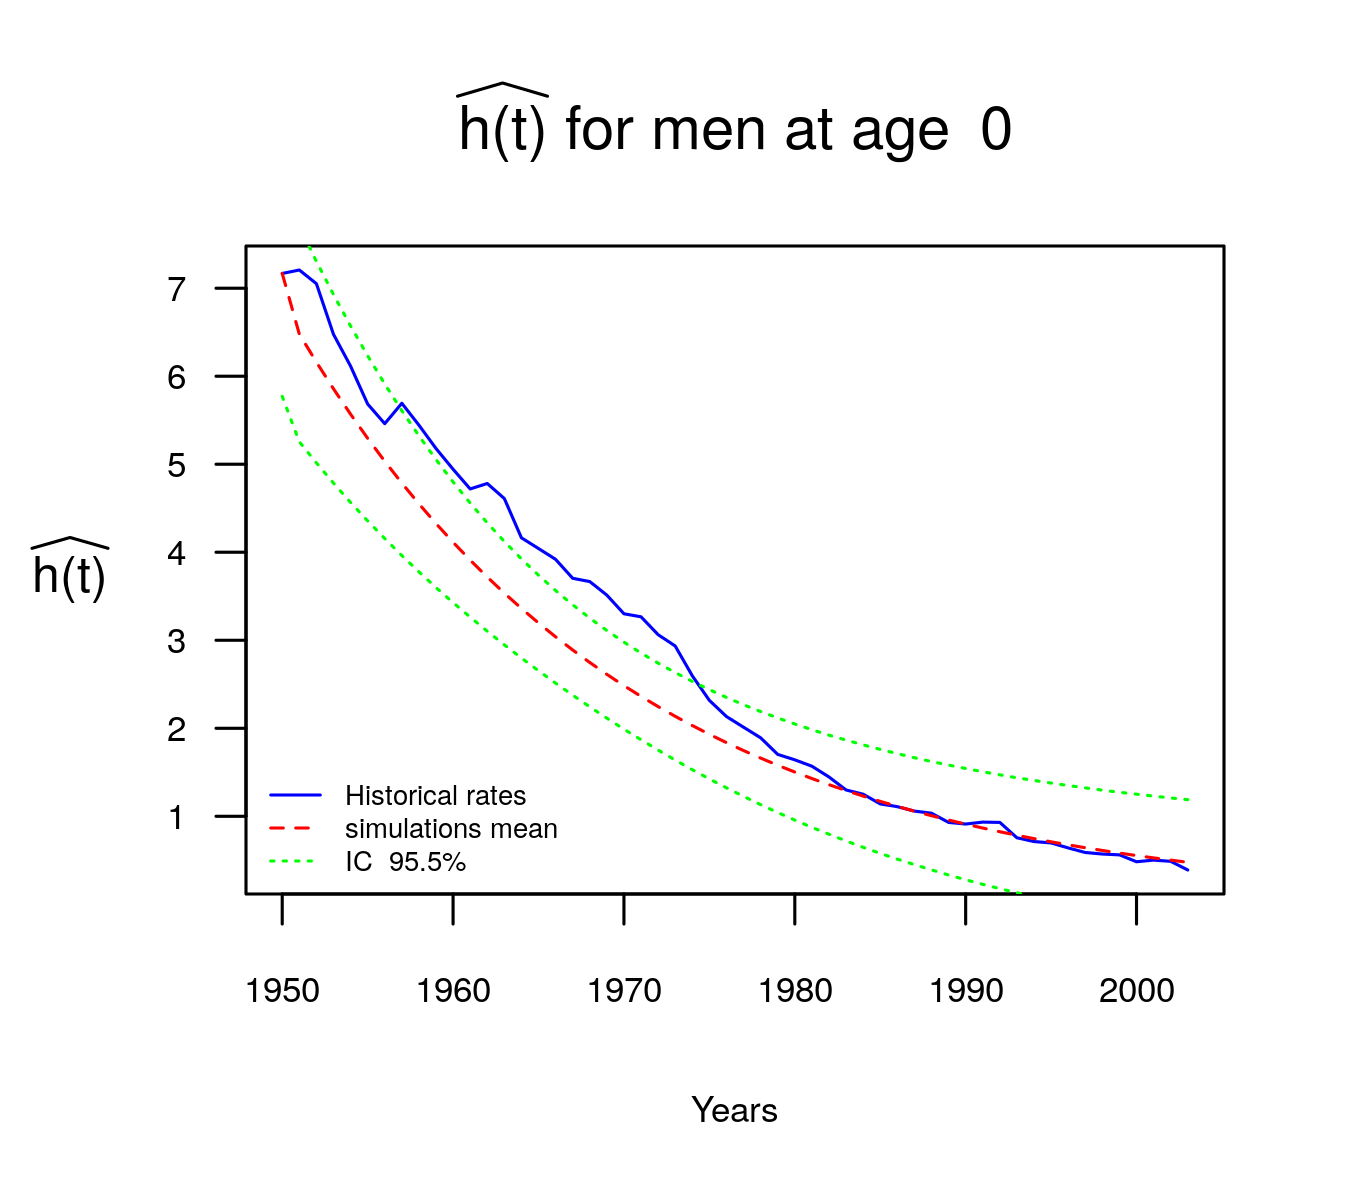 h(t) for men at age 0
h(t)
7
6
5
4
3
2
1
Historical rates
simulations mean
IC 95.5%
1950 1960 1970 1980 1990 2000
Years